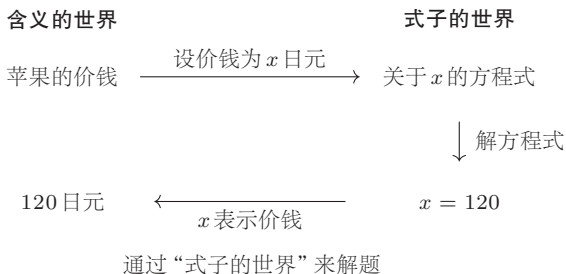 含义的世界 式子的世界
设价钱为 x 日元
苹果的价钱 关于 x 的方程式
解方程式
120 日元 x = 120
x 表示价钱
通过“式子的世界”来解题